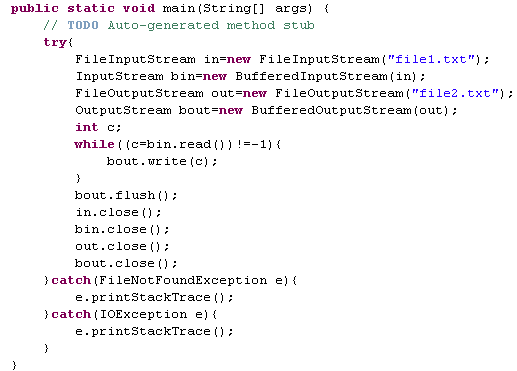 public static void main(String[] args) {
    // TODO Auto-generated method stub
    try{
        FileInputStream in=new FileInputStream("file1.txt");
        InputStream bin=new BufferedInputStream(in);
        FileOutputStream out=new FileOutputStream("file2.txt");
        OutputStream bout=new BufferedOutputStream(out);
        int c;
        while((c=bin.read())!=-1){
            bout.write(c);
        }
        bout.flush();
        in.close();
        bin.close();
        out.close();
        bout.close();
    }catch(FileNotFoundException e){
        e.printStackTrace();
    }catch(IOException e){
        e.printStackTrace();
    }
}